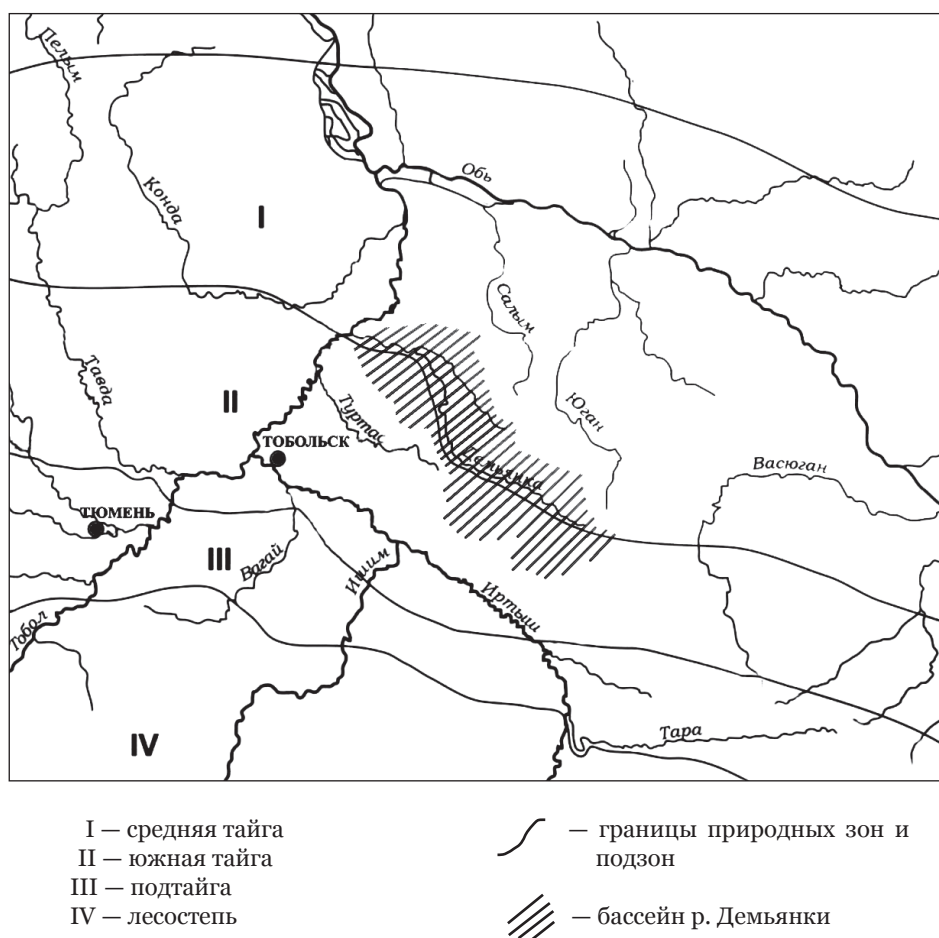 Пелым
Обь
Конда
I
Салым
Тавда
II
Туртас
Юган
ТОБОЛЬСК
Демьянка
Васюган
ТЮМЕНЬ
III
Вагай
Ишим
Иртыш
Тобол
IV
Тара
I — средняя тайга
II — южная тайга
III — подтайга
IV — лесостепь
— границы природных зон и
подзон
— бассейн р. Демьянки